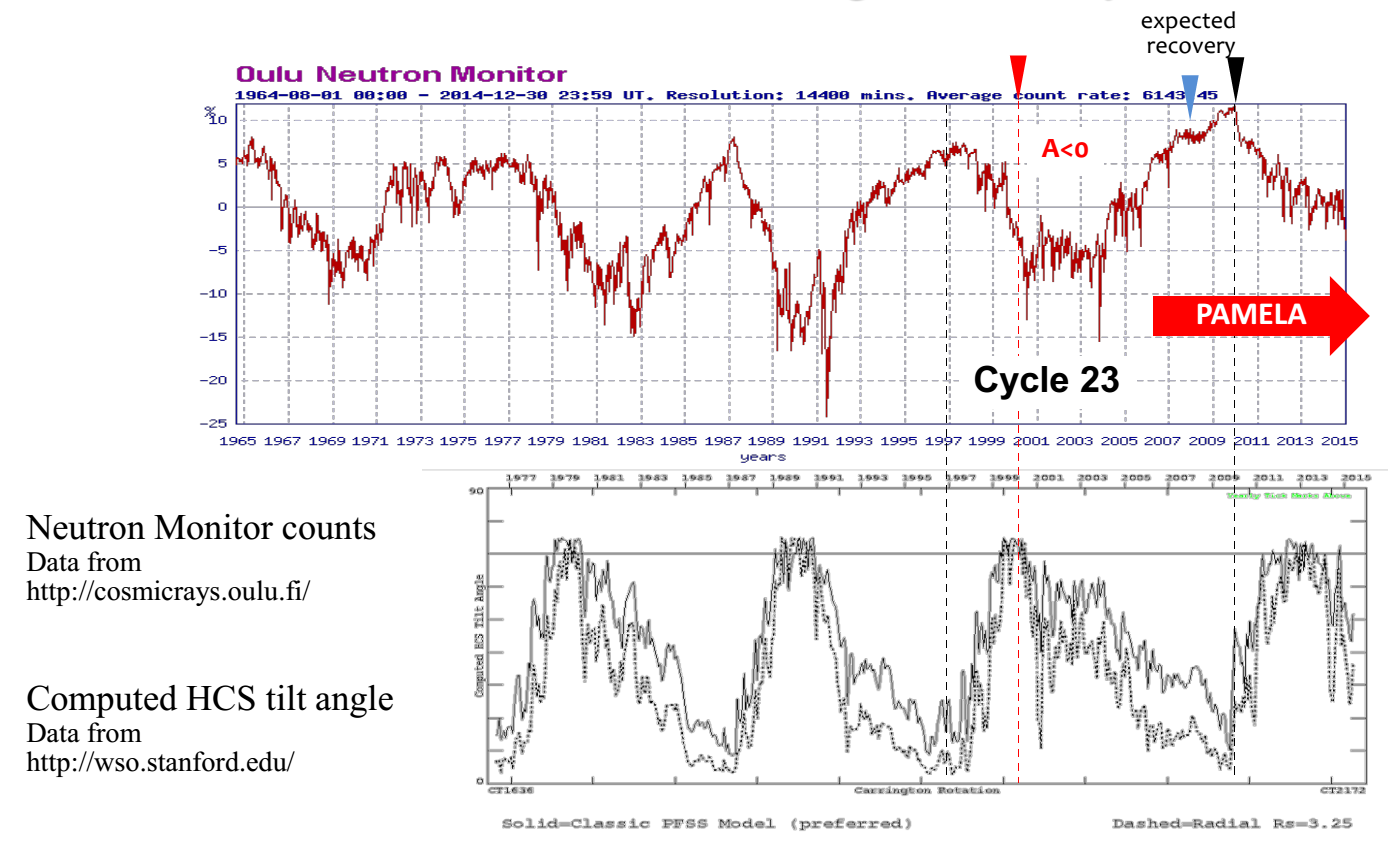 expected
recovery
Oulu Neutron Monitor
1964-08-01 00:00 - 2014-12-30 23:59 UT. Resolution: 14400 mins. Average count rate: 6143 45
%
10
5
0
-5
-10
-15
-20
-25
A<0
PAMELA
Cycle 23
1965 1967 1969 1971 1973 1975 1977 1979 1981 1983 1985 1987 1989 1991 1993 1995 1997 1999 2001 2003 2005 2007 2009 2011 2013 2015
years
1977 1979 1981 1983 1985 1987 1989 1991 1993 1995 1997 1999 2001 2003 2005 2007 2009 2011 2013 2015
90
Yearly Tick Marks Above
Computed HCS Tilt Angle
0
CT1636 Carrington Rotation CT2172
Solid=Classic PFSS Model (preferred) Dashed=Radial Rs=3.25
Neutron Monitor counts
Data from
http://cosmicrays.oulu.fi/
Computed HCS tilt angle
Data from
http://wso.stanford.edu/